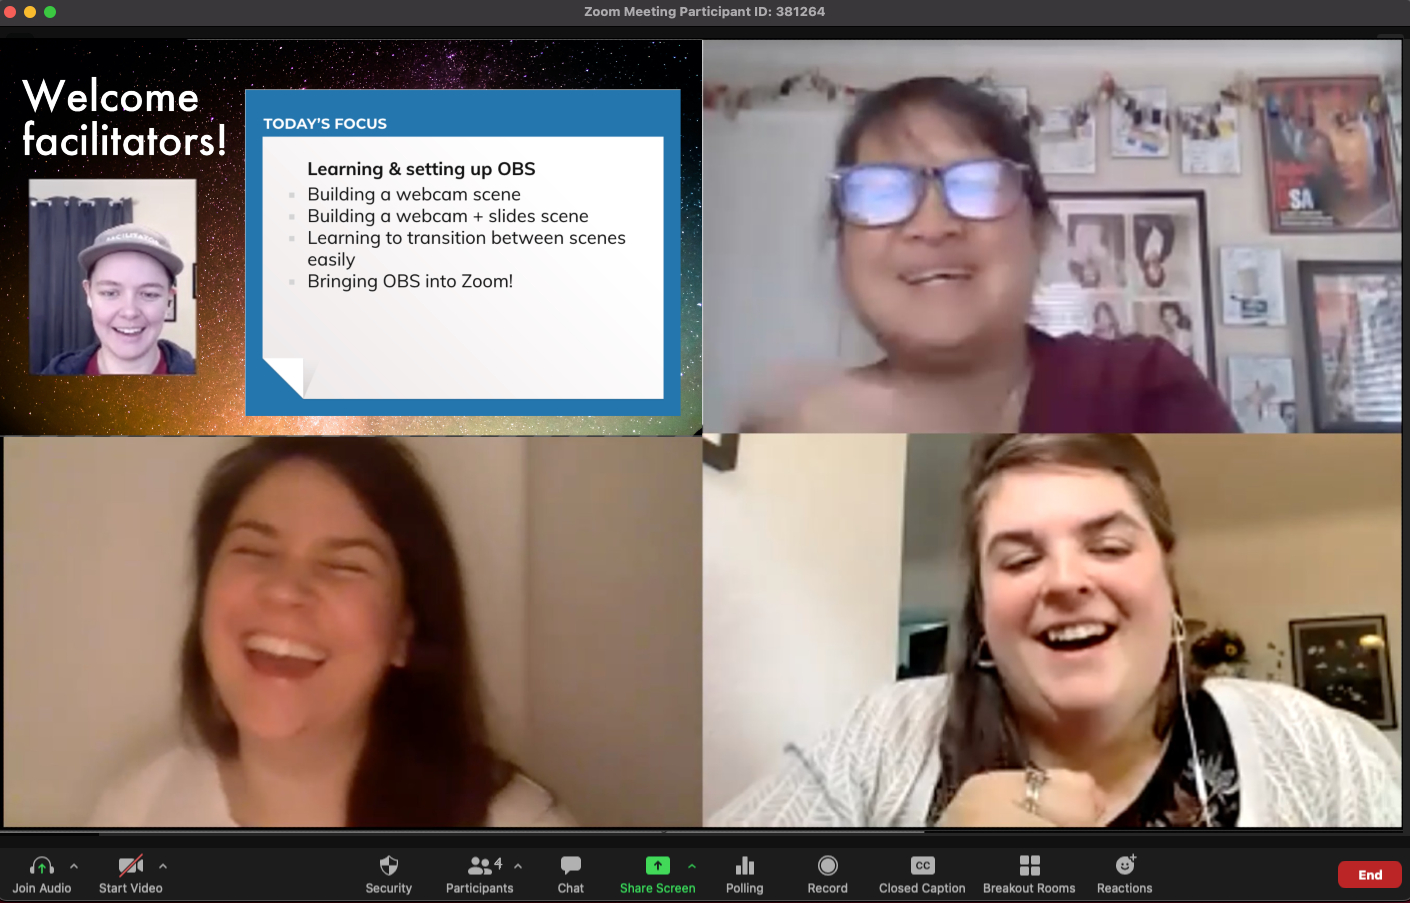 Zoom Meeting Participant ID: 381264
Welcome
facilitators!
TODAY'S FOCUS
Learning & setting up OBS
Building a webcam scene
Building a webcam + slides scene
Learning to transition between scenes
easily
Bringing OBS into Zoom!
FACILITATOR
SA
Join Audio
Start Video
Security
4
Participants
Chat
Share Screen
Polling
Record
CC
Closed Caption
Breakout Rooms
Reactions
End